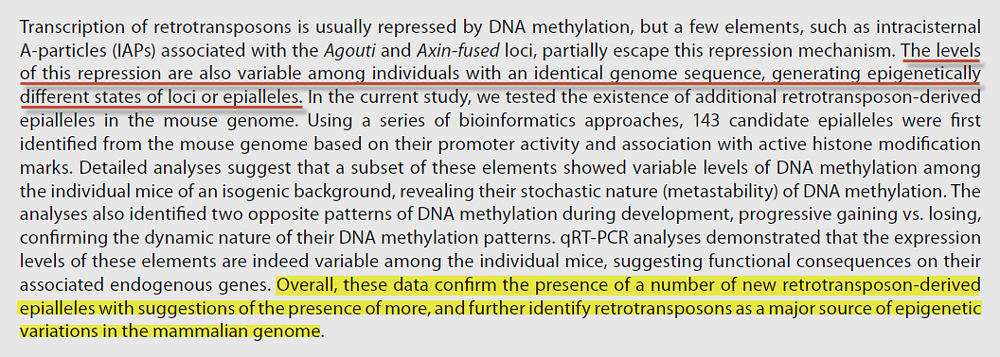 Transcription of retrotransposons is usually repressed by DNA methylation, but a few elements, such as intracisternal
A-particles (IAPs) associated with the Agouti and Axin-fused loci, partially escape this repression mechanism. The levels
of this repression are also variable among individuals with an identical genome sequence, generating epigenetically
different states of loci or epialleles. In the current study, we tested the existence of additional retrotransposon-derived
epialleles in the mouse genome. Using a series of bioinformatics approaches, 143 candidate epialleles were first
identified from the mouse genome based on their promoter activity and association with active histone modification
marks. Detailed analyses suggest that a subset of these elements showed variable levels of DNA methylation among
the individual mice of an isogenic background, revealing their stochastic nature (metastability) of DNA methylation. The
analyses also identified two opposite patterns of DNA methylation during development, progressive gaining vs. losing,
confirming the dynamic nature of their DNA methylation patterns. qRT-PCR analyses demonstrated that the expression
levels of these elements are indeed variable among the individual mice, suggesting functional consequences on their
associated endogenous genes. Overall, these data confirm the presence of a number of new retrotransposon-derived
epialleles with suggestions of the presence of more, and further identify retrotransposons as a major source of epigenetic
variations in the mammalian genome.